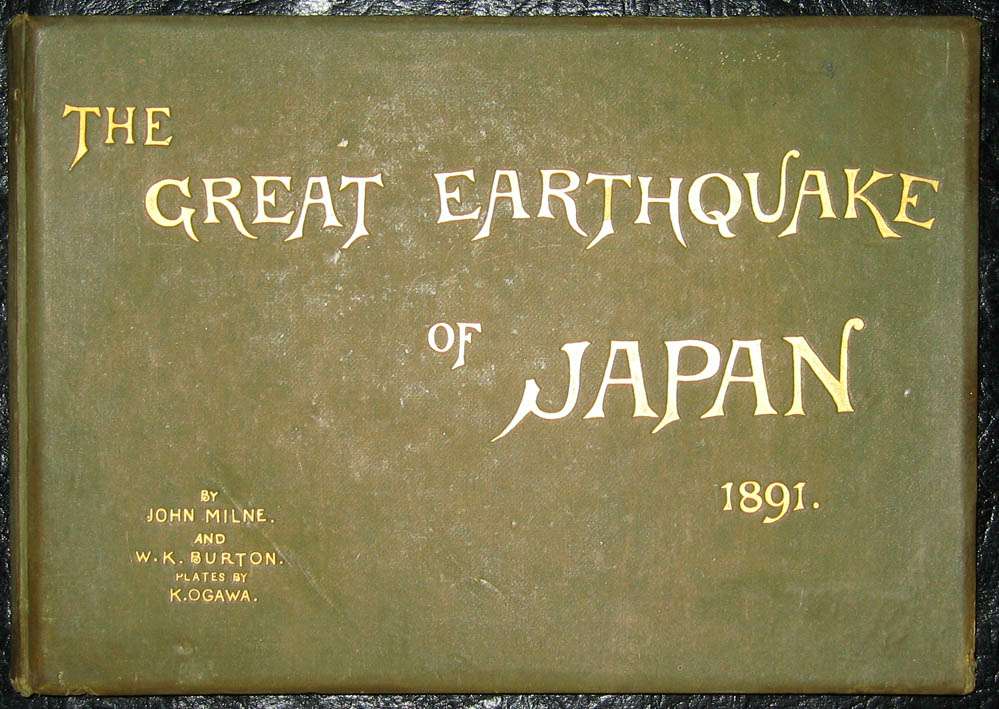 THE
GREAT EARTHQUAKE
OF JAPAN
1891.
BY
JOHN MILNE.
AND
W.K. BURTON.
PLATES BY
K.OGAWA.